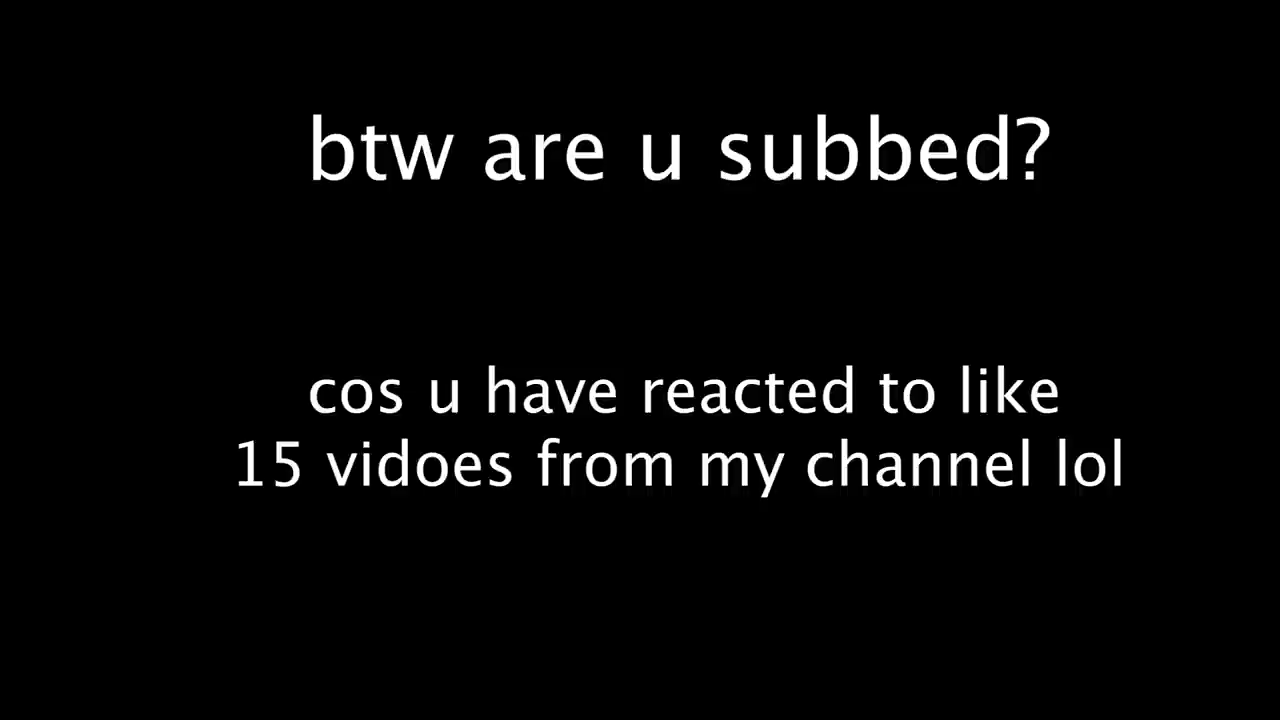 btw are u subbed?
cos u have reacted to like
15 vidoes from my channel lol